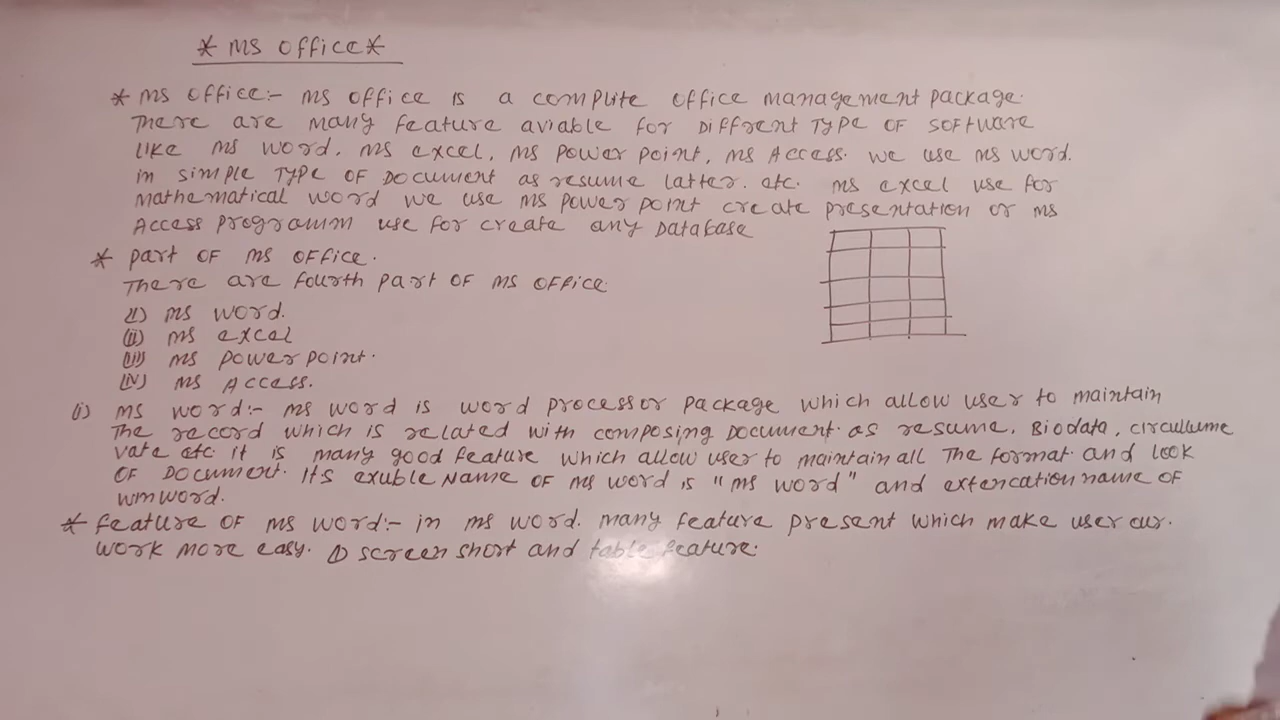 * MS OFFICE *
* MS OFFICE:- MS OFFICE is a complite OFFICE management package.
There are many feature aviable for Diffrent TYPE OF SOFtware
like MS WORD. MS excel, MS power point, MS Access. we use MS word.
in simple TYPE OF Document as resume latter. etc. MS excel use for
mathematical word we use MS power point create presentation or MS
Access programm use for create any Database
* part OF MS OFFice.
There are fourth part OF MS OFFice.
(I) MS WORD.
(II) MS excel
(III) MS power point.
(IV) MS Access.
(i) MS word:- MS word is word processor package which allow user to maintain
The record which is related with composing Document. as resume. Biodata, circullume
vate etc. it is many good feature which allow user to maintain all The format. and look
OF Document. It's exuble Name OF MS word is "MS WORD" and extencation name OF
wmword.
* feature OF MS WORD:- in MS word. many feature present which make user our.
work more easy. (1) screen short and table feature.